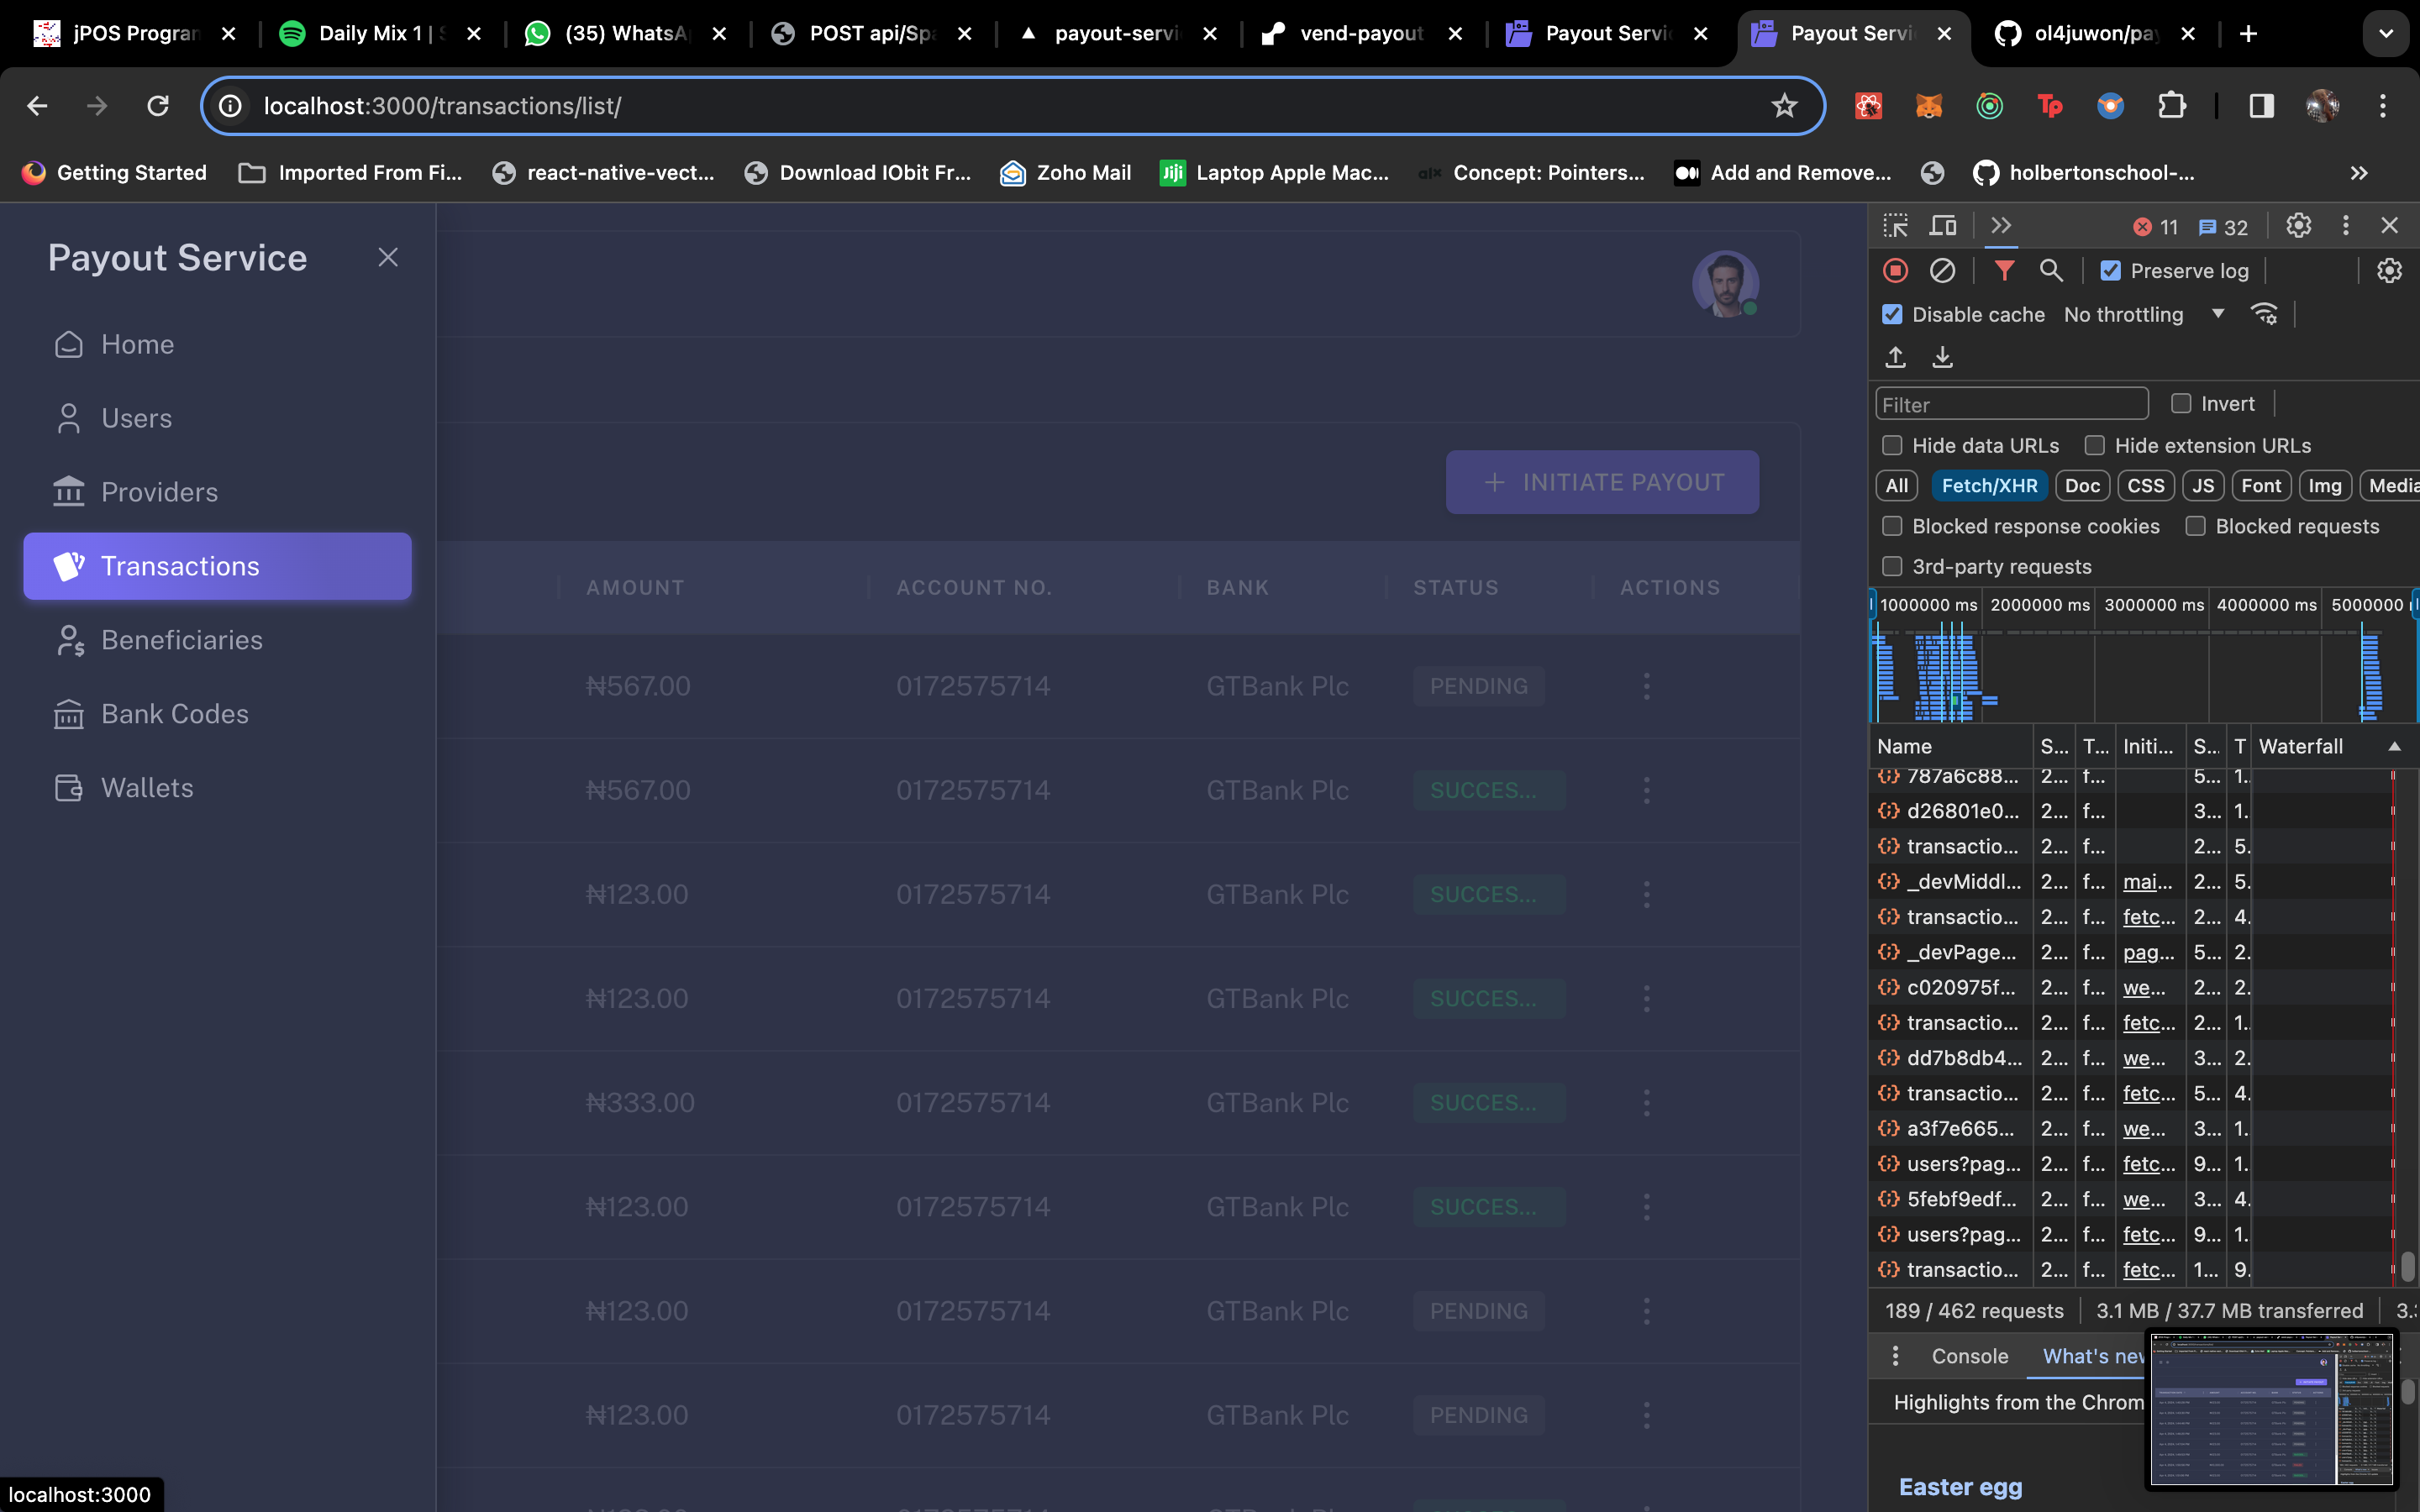 jPOS Progran
Daily Mix 1 | S
(35) WhatsA
POST api/Spa
payout-servi
vend-payout
Payout Servi
Payout Servi
ol4juwon/pay
localhost:3000/transactions/list/
Getting Started
Imported From Fi...
react-native-vect...
Download IObit Fr...
Zoho Mail
Laptop Apple Mac...
Concept: Pointers...
Add and Remove...
holbertonschool-...
Payout Service
Home
Users
Providers
Transactions
Beneficiaries
Bank Codes
Wallets
INITIATE PAYOUT
AMOUNT ACCOUNT NO. BANK STATUS ACTIONS
₦567.00 0172575714 GTBank Plc PENDING
₦567.00 0172575714 GTBank Plc SUCCES...
₦123.00 0172575714 GTBank Plc SUCCES...
₦123.00 0172575714 GTBank Plc SUCCES...
₦333.00 0172575714 GTBank Plc SUCCES...
₦123.00 0172575714 GTBank Plc SUCCES...
₦123.00 0172575714 GTBank Plc PENDING
₦123.00 0172575714 GTBank Plc PENDING
localhost:3000
11 32
Preserve log
Disable cache No throttling
Filter Invert
Hide data URLs Hide extension URLs
All Fetch/XHR Doc CSS JS Font Img Media
Blocked response cookies Blocked requests
3rd-party requests
1000000 ms 2000000 ms 3000000 ms 4000000 ms 5000000
Name S... T... Initi... S... T Waterfall
787a6c88... 2... f... 5... 1.
d26801e0... 2... f... 3... 1.
transactio... 2... f... 2... 5.
_devMiddl... 2... f... mai... 2... 5.
transactio... 2... f... fetc... 2... 4.
_devPage... 2... f... pag... 5... 2.
c020975f... 2... f... we... 2... 2.
transactio... 2... f... fetc... 2... 1.
dd7b8db4... 2... f... we... 3... 2.
transactio... 2... f... fetc... 5... 4.
a3f7e665... 2... f... we... 3... 1.
users?pag... 2... f... fetc... 9... 1.
5febf9edf... 2... f... we... 3... 4.
users?pag... 2... f... fetc... 9... 1.
transactio... 2... f... fetc... 1... 9.
189 / 462 requests 3.1 MB / 37.7 MB transferred 3.
Console What's new
Highlights from the Chrom
Easter egg